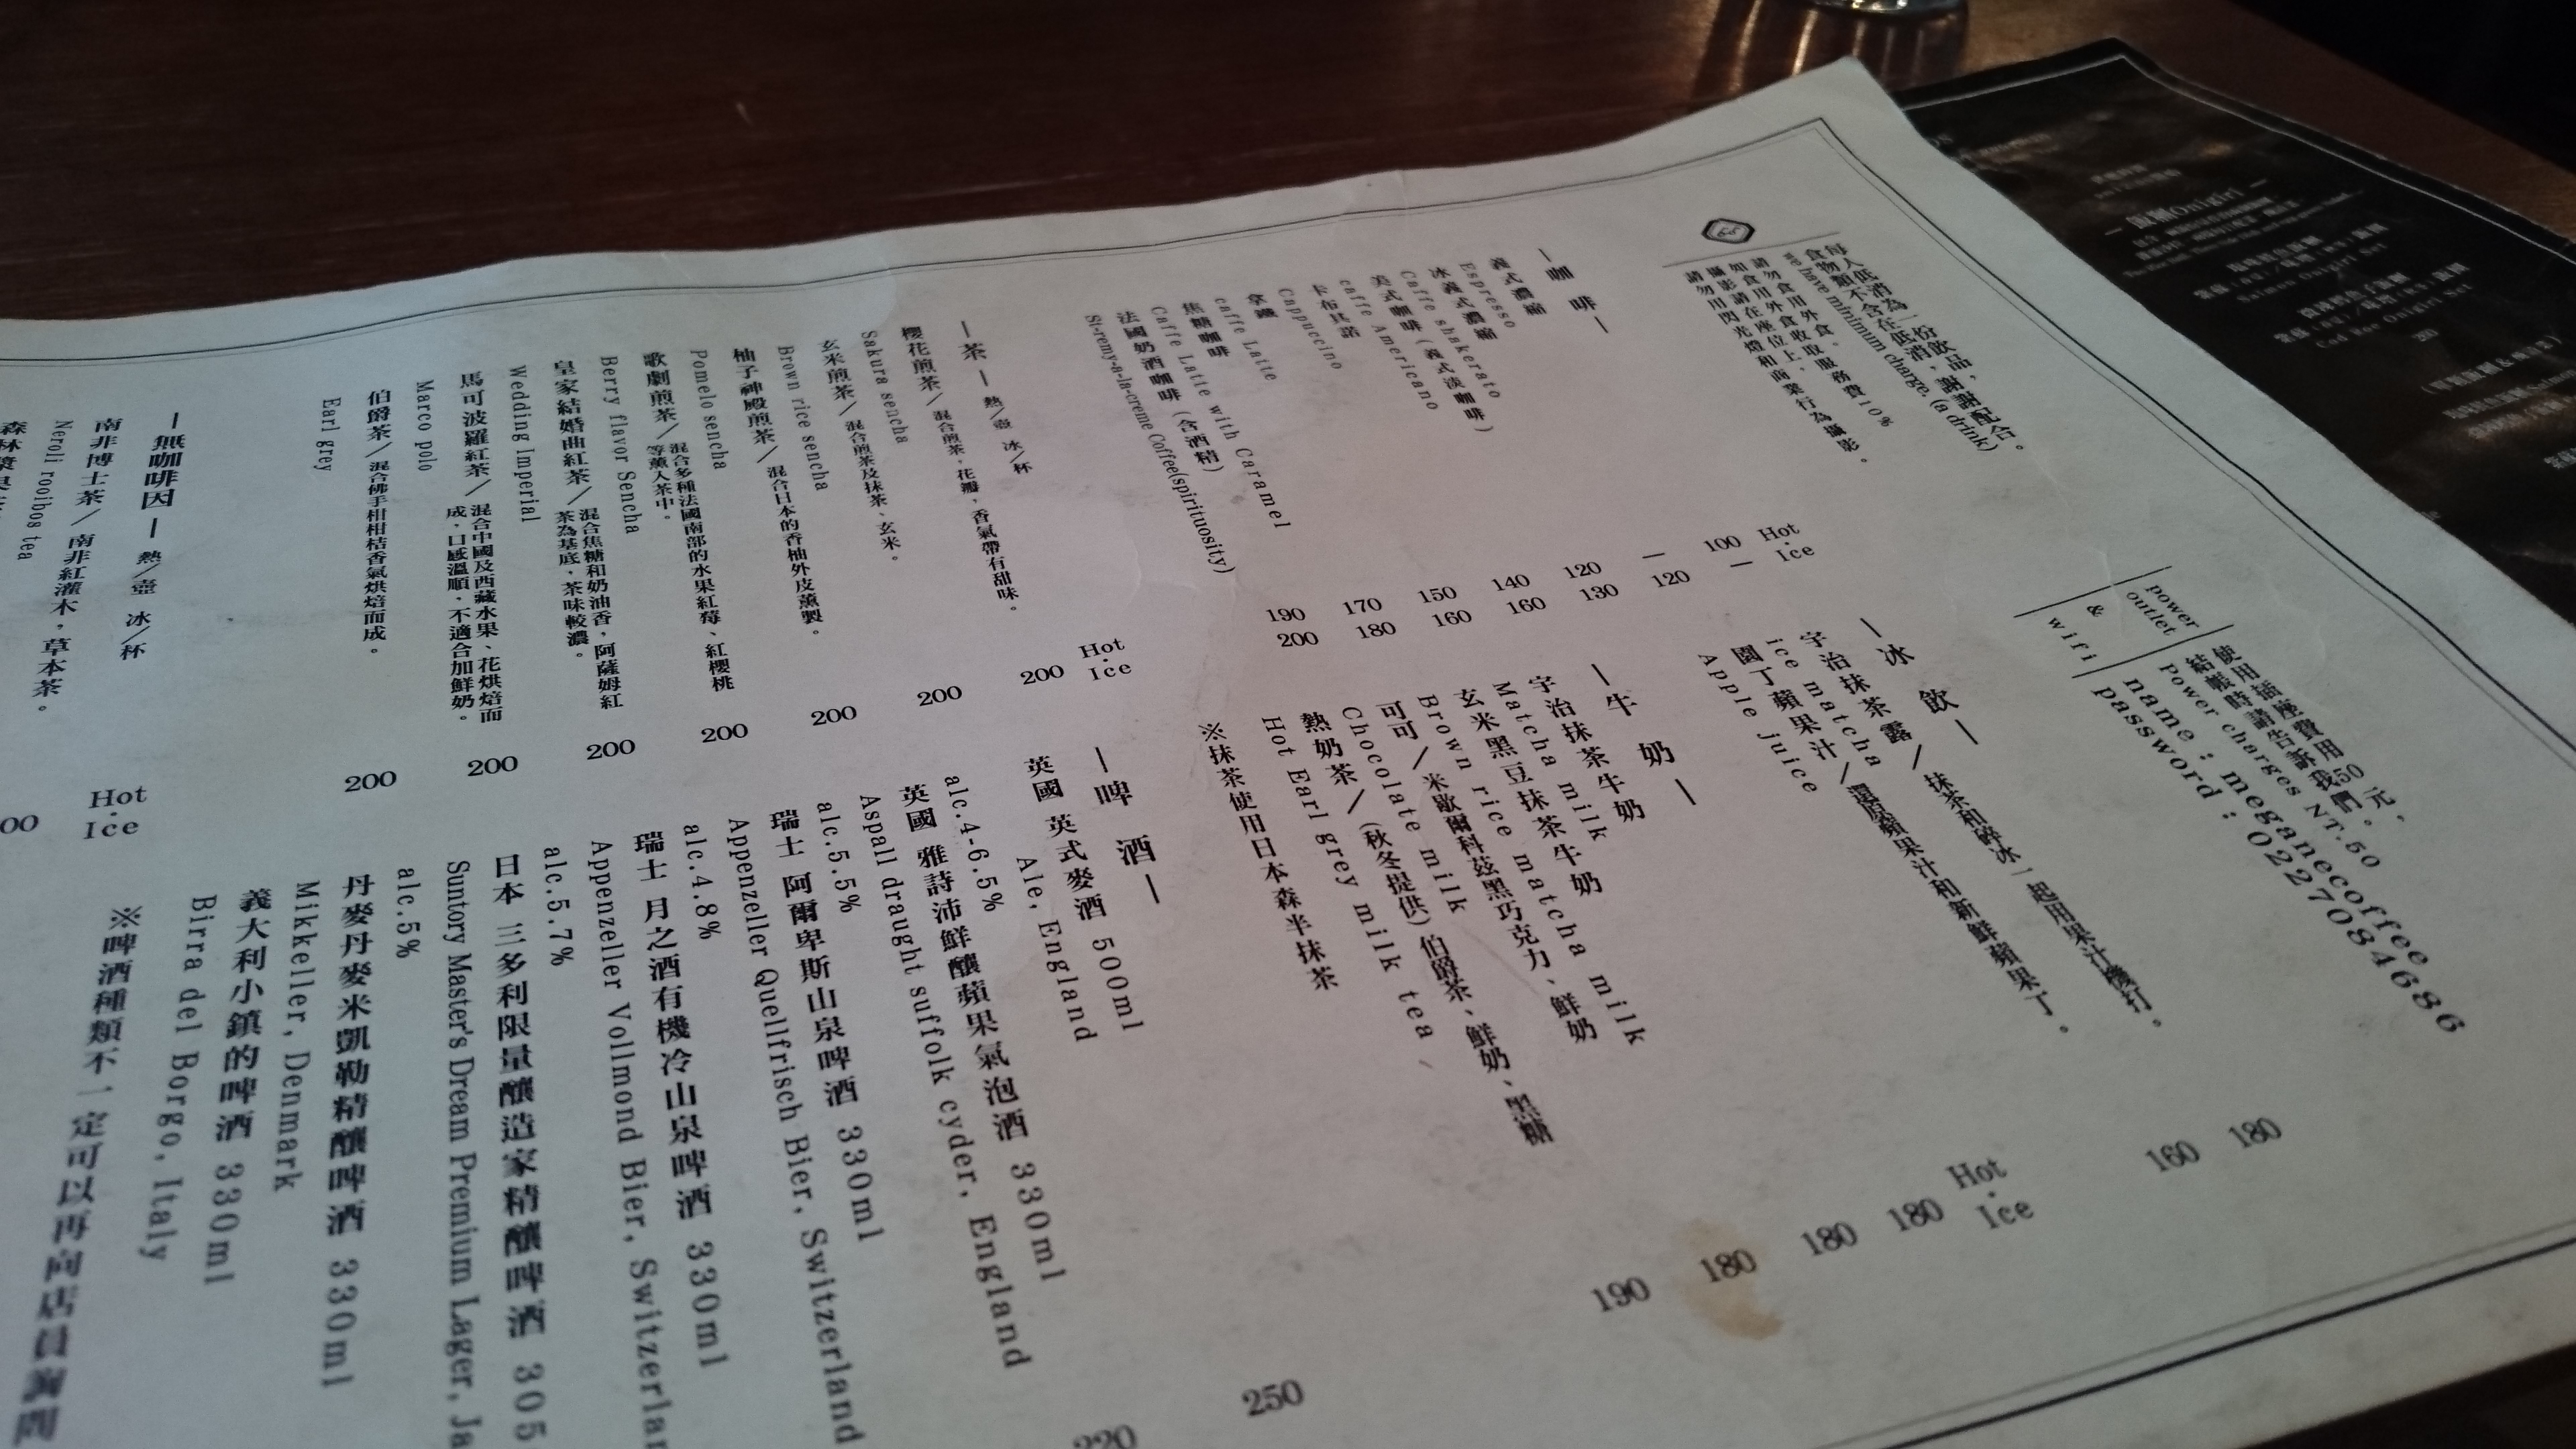 每人低消為一份飲品,
食物類不含在低消,謝謝配合。
we have minimum charge. (a drink)
請勿食用外食。
如食用外食收取服務費10%
攝影請在座位上,
請勿用閃光燈和商業行為攝影。
power
outlet
&
wifi
使用插座費用50元,
結帳時請告訴我們。
power charges NT.50
name : meganecoffee
password : 0227084686
—咖 啡—
Hot
·
Ice
義式濃縮
Espresso
100
—
冰義式濃縮
Caffe shakerato
—
120
美式咖啡(義式淡咖啡)
caffe Americano
120
130
卡布其諾
Cappuccino
140
160
拿鐵
caffe Latte
150
160
焦糖咖啡
Caffe Latte with Caramel
170
180
法國奶酒咖啡(含酒精)
St-remy-a-la-creme Coffee(spirituosity)
190
200
—冰 飲—
宇治抹茶露/抹茶和碎冰一起用果汁機打。
ice matcha
180
園丁蘋果汁/濃厚蘋果汁和新鮮蘋果丁。
Apple juice
160
—牛 奶—
Hot
·
Ice
宇治抹茶牛奶
Matcha milk
180
玄米黑豆抹茶牛奶
Brown rice matcha milk
180
可可/米歇爾科茲黑巧克力、鮮奶
Chocolate milk
180
熱奶茶/(秋冬提供)伯爵茶、鮮奶、黑糖
Hot Earl grey milk tea
190
※抹茶使用日本森半抹茶
—茶— 熱/壺 冰/杯
Hot
·
Ice
櫻花煎茶/混合煎茶,花瓣,香氣帶有甜味。
Sakura sencha
200
玄米煎茶/混合煎茶及抹茶、玄米。
Brown rice sencha
200
柚子神殿煎茶/混合日本的香柚外皮薰製。
Pomelo sencha
200
歌劇煎茶/混合多種法國南部的水果紅莓、紅櫻桃
等薰入茶中。
Berry flavor Sencha
200
皇家結婚曲紅茶/混合焦糖和奶油香,阿薩姆紅
茶為基底,茶味較濃。
Wedding Imperial
200
馬可波羅紅茶/混合中國及西藏水果、花烘焙而
成,口感溫順,不適合加鮮奶。
Marco polo
200
伯爵茶/混合佛手柑柑桔香氣烘焙而成。
Earl grey
200
—無咖啡因— 熱/壺 冰/杯
Hot
·
Ice
南非博士茶/南非紅灌木,草本茶。
Neroli rooibos tea
00
—啤 酒—
英國 英式麥酒 500ml
Ale, England
alc.4-6.5%
250
英國 雅詩沛鮮釀蘋果氣泡酒 330ml
Aspall draught suffolk cyder, England
alc.5.5%
220
瑞士 阿爾卑斯山泉啤酒 330ml
Appenzeller Quellfrisch Bier, Switzerland
alc.4.8%
瑞士 月之酒有機冷山泉啤酒 330ml
Appenzeller Vollmond Bier, Switzerlan
alc.5.7%
日本 三多利限量釀造家精釀啤酒 305
Suntory Master's Dream Premium Lager, Ja
alc.5%
丹麥丹麥米凱勒精釀啤酒 330ml
Mikkeller, Denmark
義大利小鎮的啤酒 330ml
Birra del Borgo, Italy
※啤酒種類不一定可以再向店員詢問
Onigiri
Salmon Onigiri Set
Cod Roe Onigiri Set